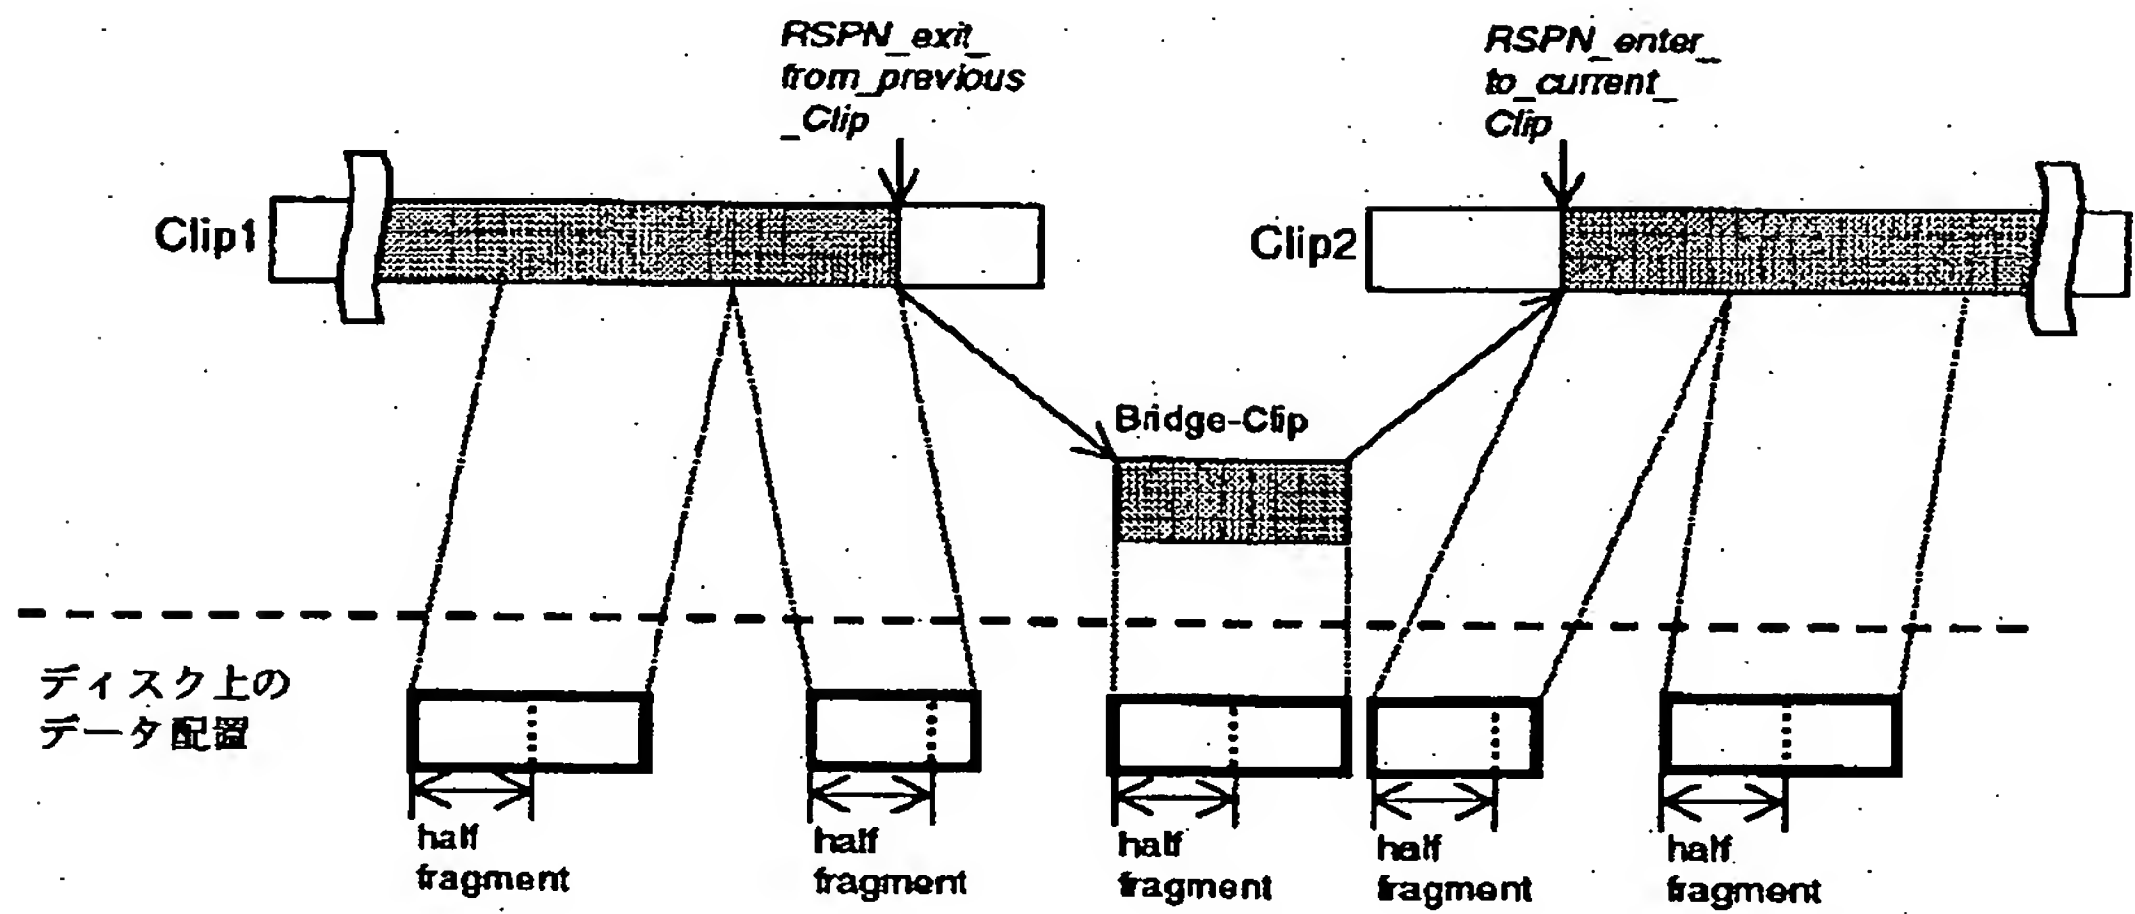 RSPN_exit_
from_previous
_Clip
RSPN_enter_
to_current_
Clip
Clip1
Clip2
Bridge-Clip
ディスク上の
データ配置
half
fragment
half
fragment
half
fragment
half
fragment
half
fragment